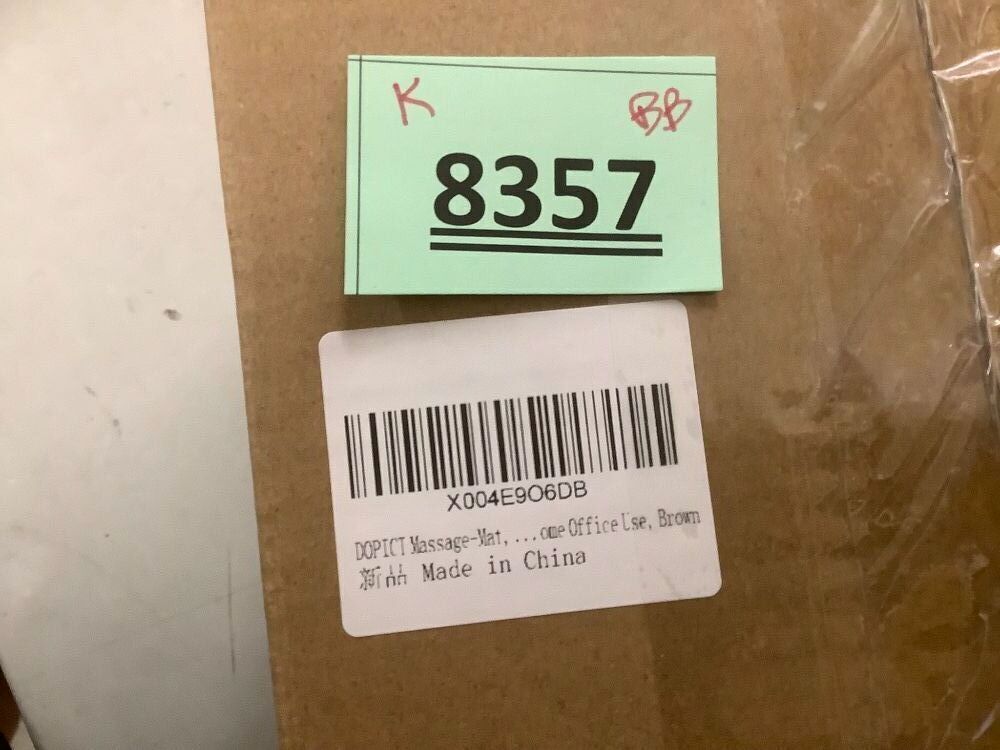 K BB
8357
X004E9O6DB
DOPICT Massage-Mat, ...ome Office Use, Brown
新品 Made in China